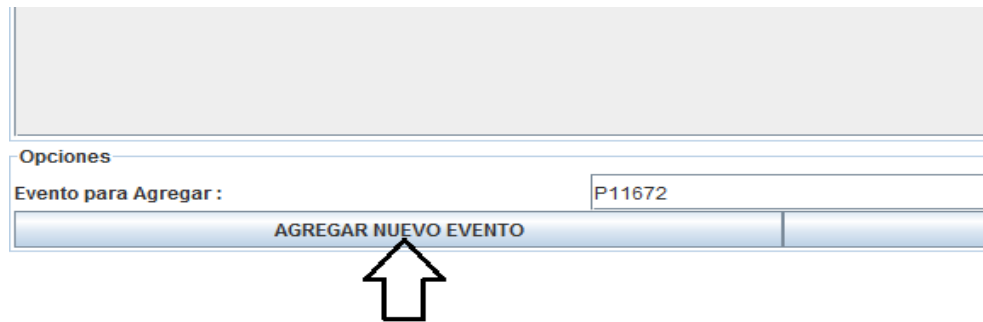 Opciones
Evento para Agregar : P11672
AGREGAR NUEVO EVENTO